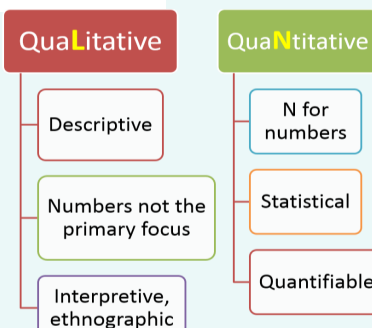 QuaLitative
Descriptive
Numbers not the
primary focus
Interpretive,
ethnographic
QuaNtitative
N for
numbers
Statistical
Quantifiable